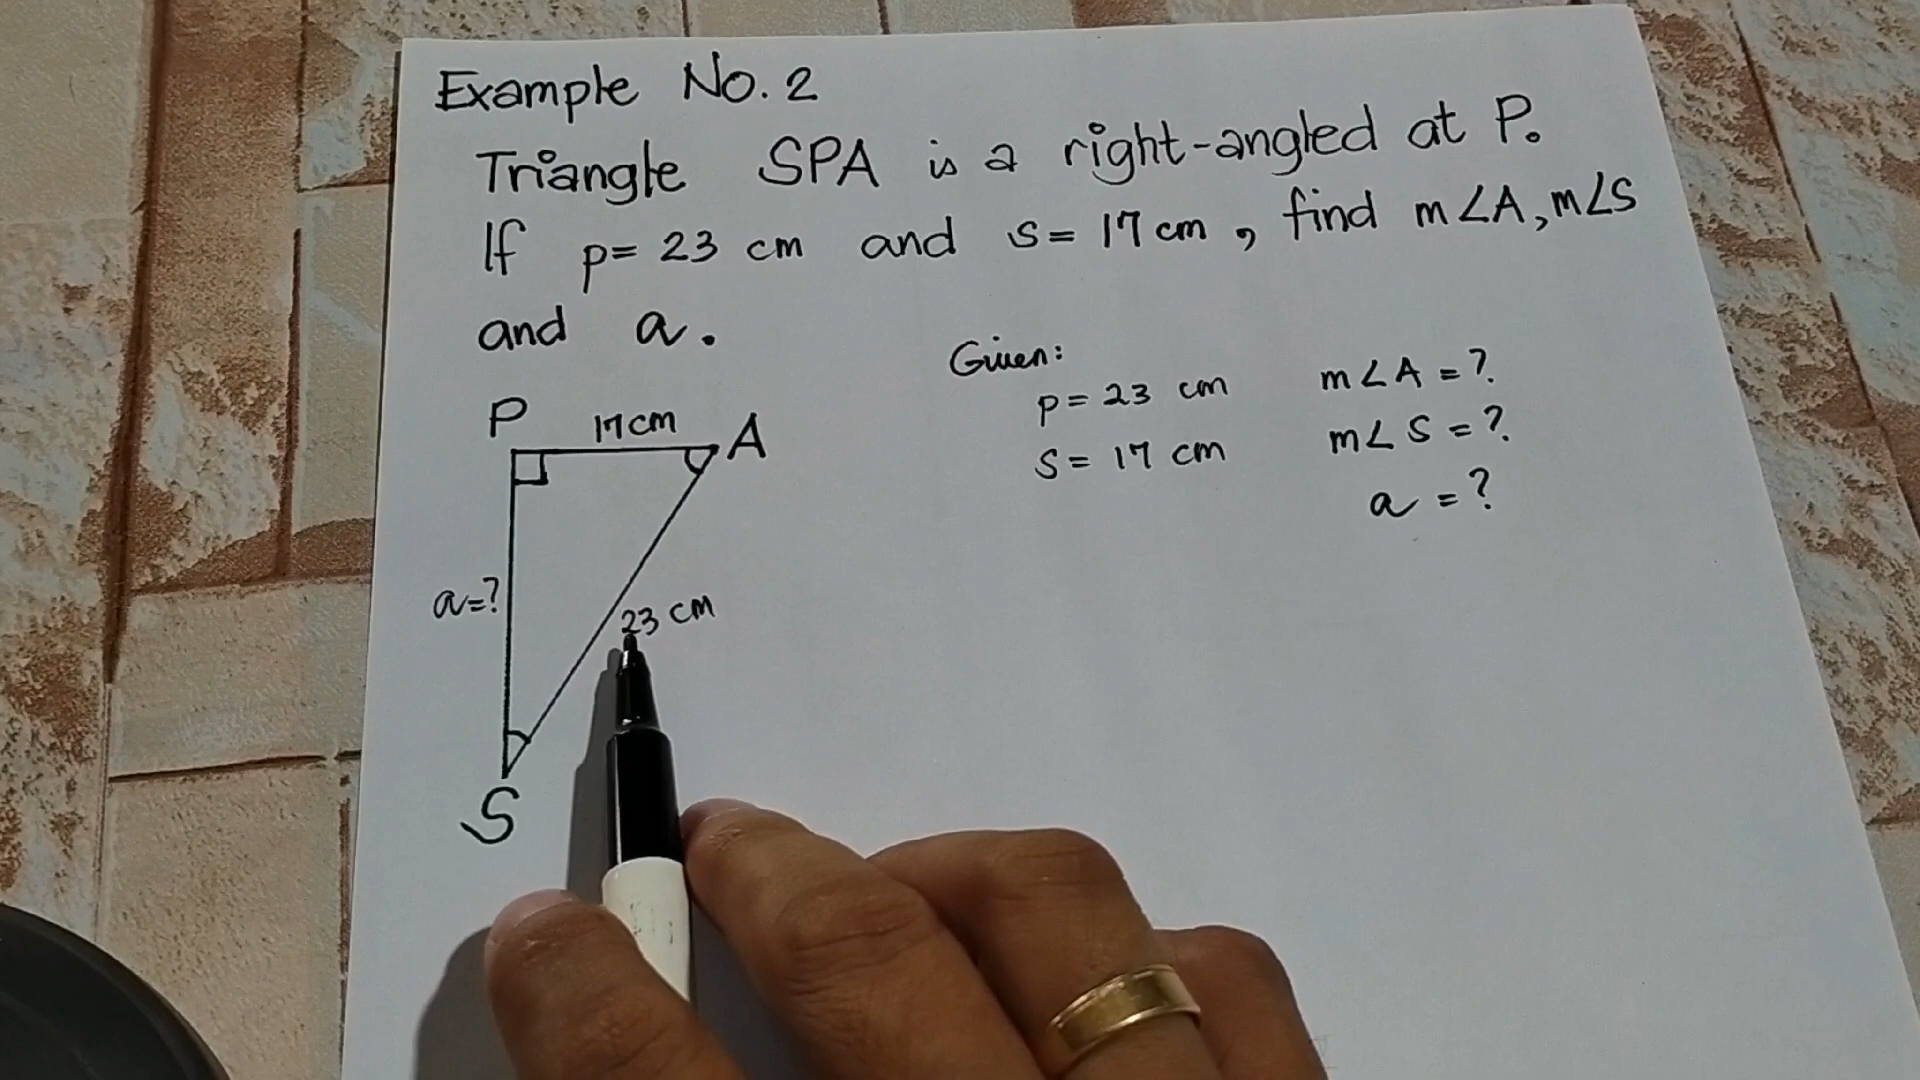 Example No. 2
Triangle SPA is a right-angled at P.
If p= 23 cm and s= 17 cm, find m∠A, m∠S
and a.
Given:
p= 23 cm m∠A =?
s= 17 cm m∠S =?
a =?
P 17cm A
a=?
23 cm
S